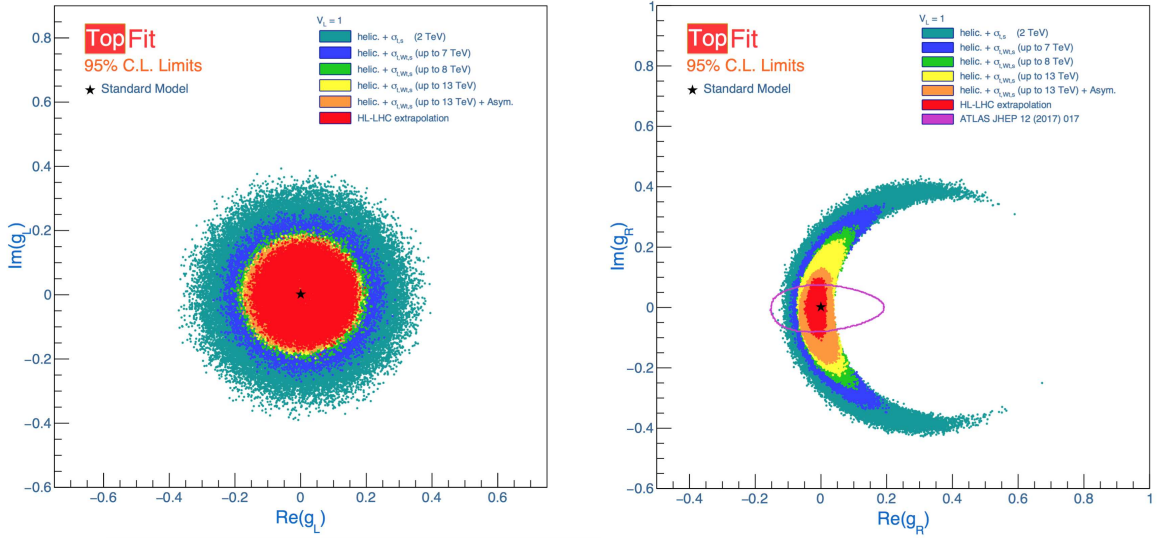 V_L = 1
TopFit
95% C.L. Limits
★ Standard Model
helic. + σ_t,s (2 TeV)
helic. + σ_t,Wt,s (up to 7 TeV)
helic. + σ_t,Wt,s (up to 8 TeV)
helic. + σ_t,Wt,s (up to 13 TeV)
helic. + σ_t,Wt,s (up to 13 TeV) + Asym.
HL-LHC extrapolation
Im(g_L)
0.8
0.6
0.4
0.2
0
−0.2
−0.4
−0.6
−0.6 −0.4 −0.2 0 0.2 0.4 0.6
Re(g_L)
V_L = 1
TopFit
95% C.L. Limits
★ Standard Model
helic. + σ_t,s (2 TeV)
helic. + σ_t,Wt,s (up to 7 TeV)
helic. + σ_t,Wt,s (up to 8 TeV)
helic. + σ_t,Wt,s (up to 13 TeV)
helic. + σ_t,Wt,s (up to 13 TeV) + Asym.
HL-LHC extrapolation
ATLAS JHEP 12 (2017) 017
Im(g_R)
1
0.8
0.6
0.4
0.2
0
−0.2
−0.4
−0.6
−0.4 −0.2 0 0.2 0.4 0.6 0.8 1
Re(g_R)